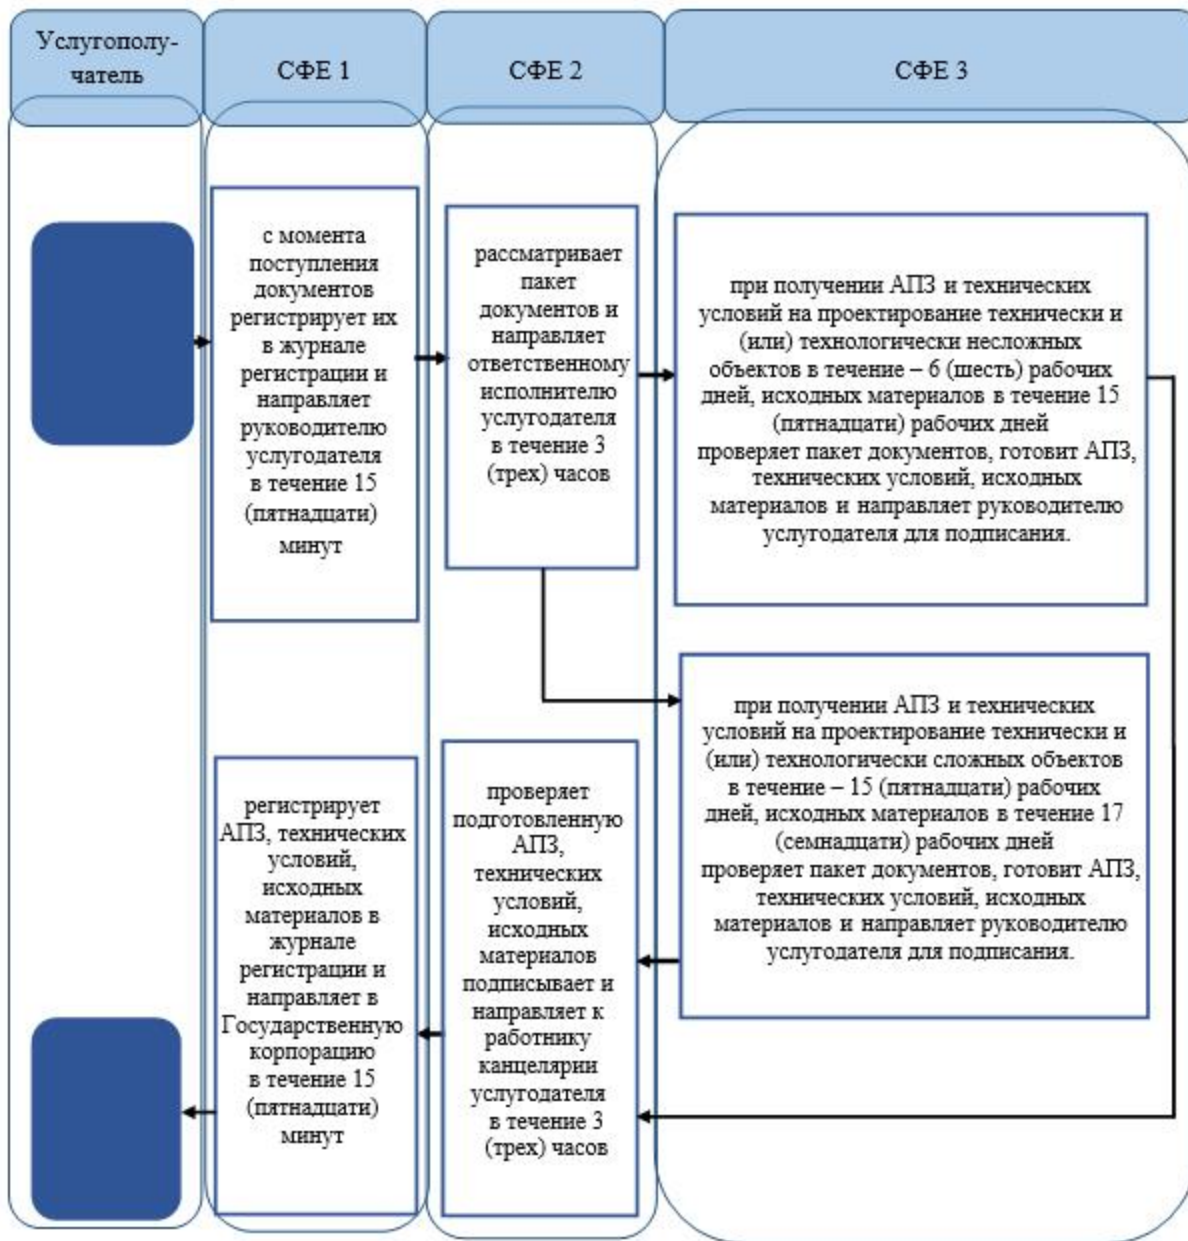 Услугополу-
чатель
СФЕ 1
СФЕ 2
СФЕ 3
с момента
поступления
документов
регистрирует их
в журнале
регистрации и
направляет
руководителю
услугодателя
в течение 15
(пятнадцати)
минут
рассматривает
пакет
документов и
направляет
ответственному
исполнителю
услугодателя
в течение 3
(трех) часов
при получении АПЗ и технических
условий на проектирование технически и
(или) технологически несложных
объектов в течение – 6 (шесть) рабочих
дней, исходных материалов в течение 15
(пятнадцати) рабочих дней
проверяет пакет документов, готовит АПЗ,
технических условий, исходных
материалов и направляет руководителю
услугодателя для подписания.
при получении АПЗ и технических
условий на проектирование технически и
(или) технологически сложных объектов
в течение – 15 (пятнадцати) рабочих
дней, исходных материалов в течение 17
(семнадцати) рабочих дней
проверяет пакет документов, готовит АПЗ,
технических условий, исходных
материалов и направляет руководителю
услугодателя для подписания.
проверяет
подготовленную
АПЗ,
технических
условий,
исходных
материалов
подписывает и
направляет к
работнику
канцелярии
услугодателя
в течение 3
(трех) часов
регистрирует
АПЗ, технических
условий,
исходных
материалов в
журнале
регистрации и
направляет в
Государственную
корпорацию
в течение 15
(пятнадцати)
минут